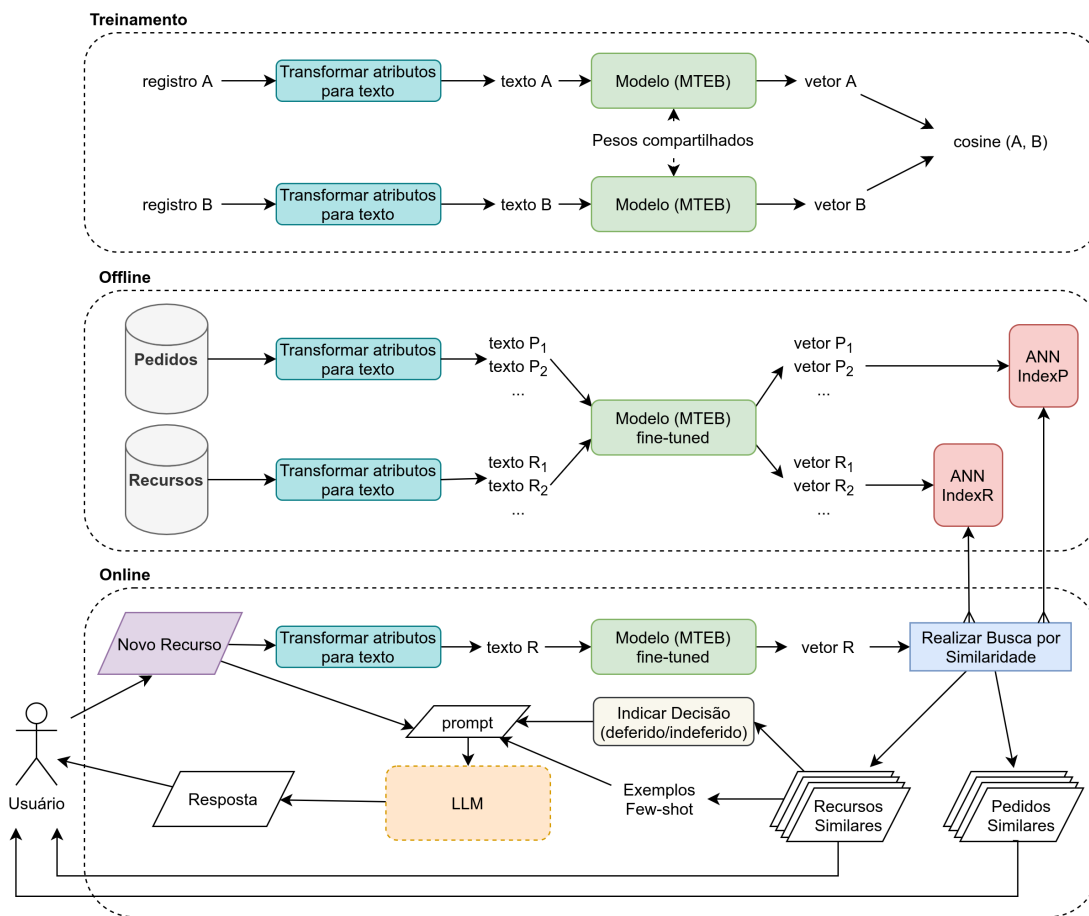 Treinamento
registro A
Transformar atributos
para texto
texto A
Modelo (MTEB)
vetor A
Pesos compartilhados
cosine (A, B)
registro B
Transformar atributos
para texto
texto B
Modelo (MTEB)
vetor B
Offline
Pedidos
Transformar atributos
para texto
texto P1
texto P2
...
vetor P1
vetor P2
...
ANN
IndexP
Modelo (MTEB)
fine-tuned
Recursos
Transformar atributos
para texto
texto R1
texto R2
...
vetor R1
vetor R2
...
ANN
IndexR
Online
Novo Recurso
Transformar atributos
para texto
texto R
Modelo (MTEB)
fine-tuned
vetor R
Realizar Busca por
Similaridade
prompt
Indicar Decisão
(deferido/indeferido)
Usuário
Resposta
LLM
Exemplos
Few-shot
Recursos
Similares
Pedidos
Similares